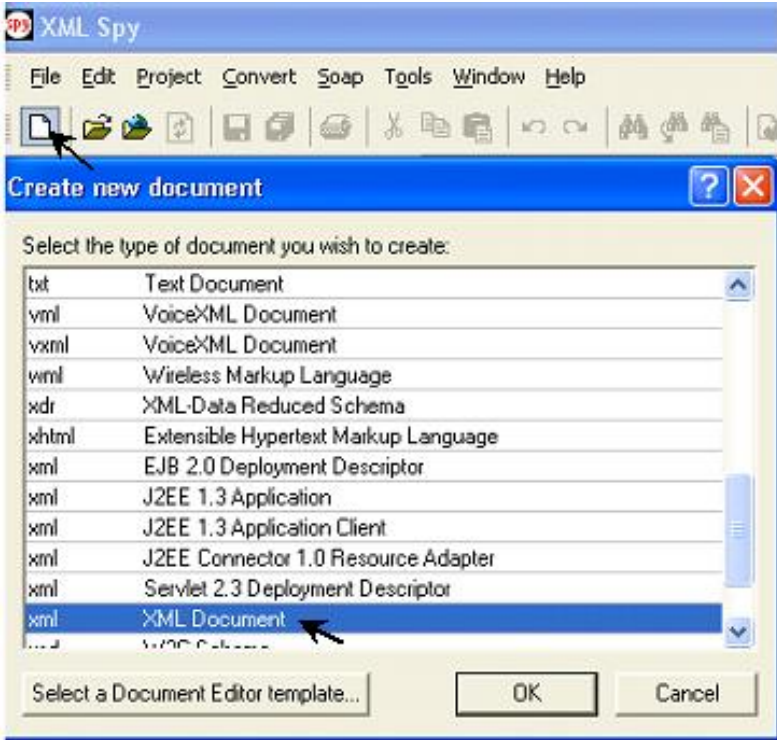 SPY XML Spy
File Edit Project Convert Soap Tools Window Help
Create new document
Select the type of document you wish to create:
txt Text Document
vml VoiceXML Document
vxml VoiceXML Document
wml Wireless Markup Language
xdr XML-Data Reduced Schema
xhtml Extensible Hypertext Markup Language
xml EJB 2.0 Deployment Descriptor
xml J2EE 1.3 Application
xml J2EE 1.3 Application Client
xml J2EE Connector 1.0 Resource Adapter
xml Servlet 2.3 Deployment Descriptor
xml XML Document
Select a Document Editor template... OK Cancel